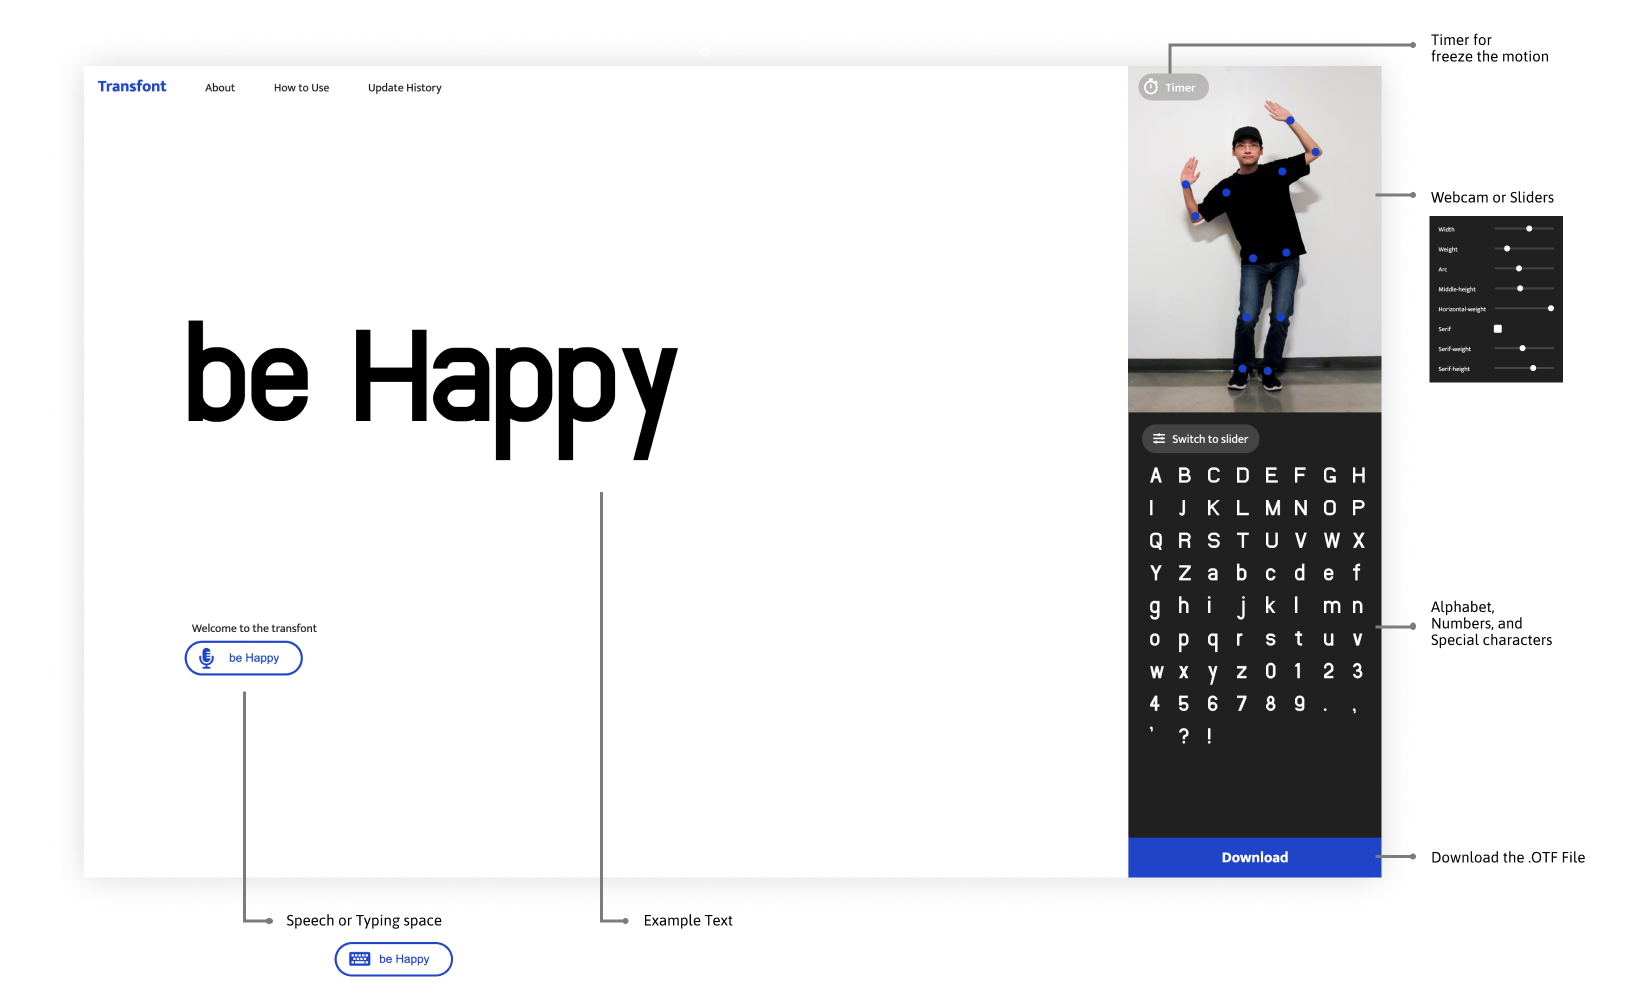 Timer for
freeze the motion
Transfont About How to Use Update History
Timer
Webcam or Sliders
Width
Weight
Arc
Middle-height
Horizontal-weight
Serif
Serif-weight
Serif-height
be Happy
Switch to slider
A B C D E F G H
I J K L M N O P
Q R S T U V W X
Y Z a b c d e f
g h i j k l m n
o p q r s t u v
w x y z 0 1 2 3
4 5 6 7 8 9 . ,
' ? !
Alphabet,
Numbers, and
Special characters
Welcome to the transfont
be Happy
Download
Download the .OTF File
Speech or Typing space
Example Text
be Happy